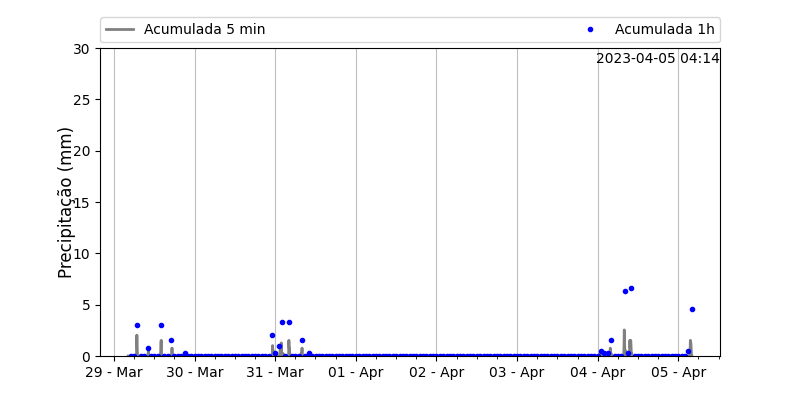 Acumulada 5 min
Acumulada 1h
2023-04-05 04:14
Precipitação (mm)
30
25
20
15
10
5
0
29 - Mar
30 - Mar
31 - Mar
01 - Apr
02 - Apr
03 - Apr
04 - Apr
05 - Apr